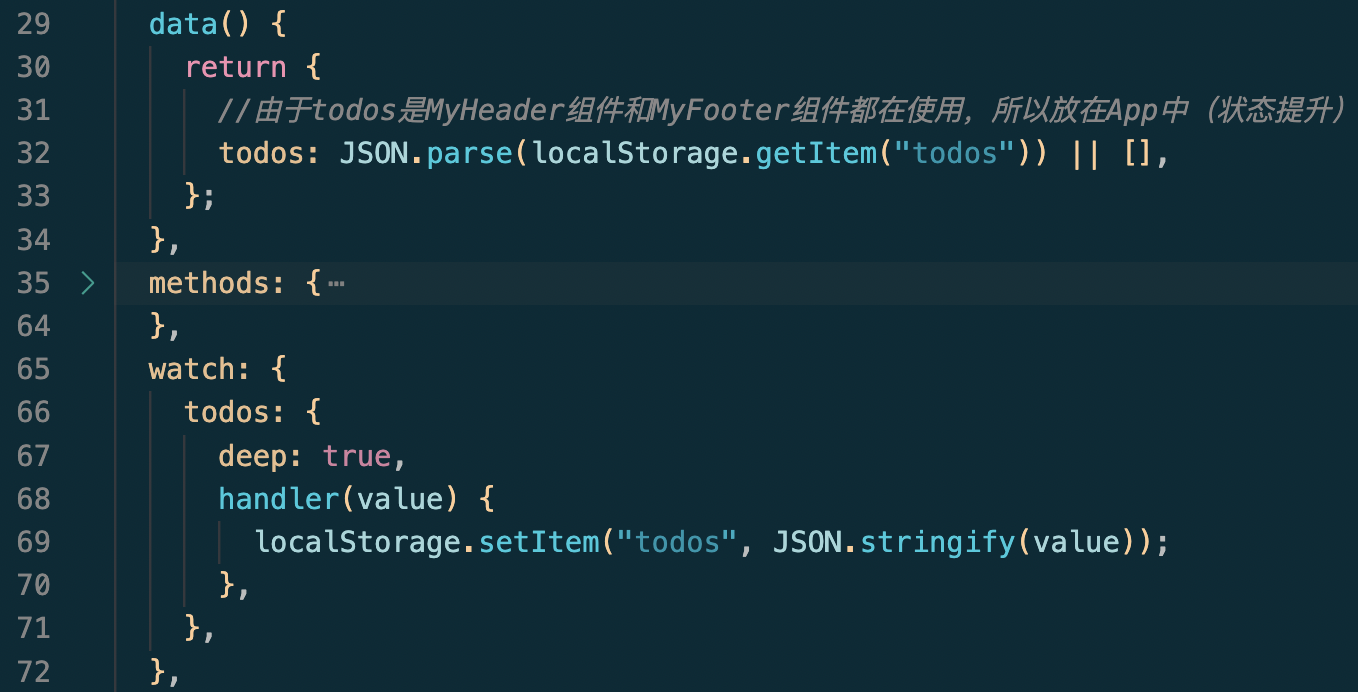 29 data() {
30 return {
31 //由于todos是MyHeader组件和MyFooter组件都在使用，所以放在App中（状态提升）
32 todos: JSON.parse(localStorage.getItem("todos")) || [],
33 };
34 },
35 methods: {…
64 },
65 watch: {
66 todos: {
67 deep: true,
68 handler(value) {
69 localStorage.setItem("todos", JSON.stringify(value));
70 },
71 },
72 },